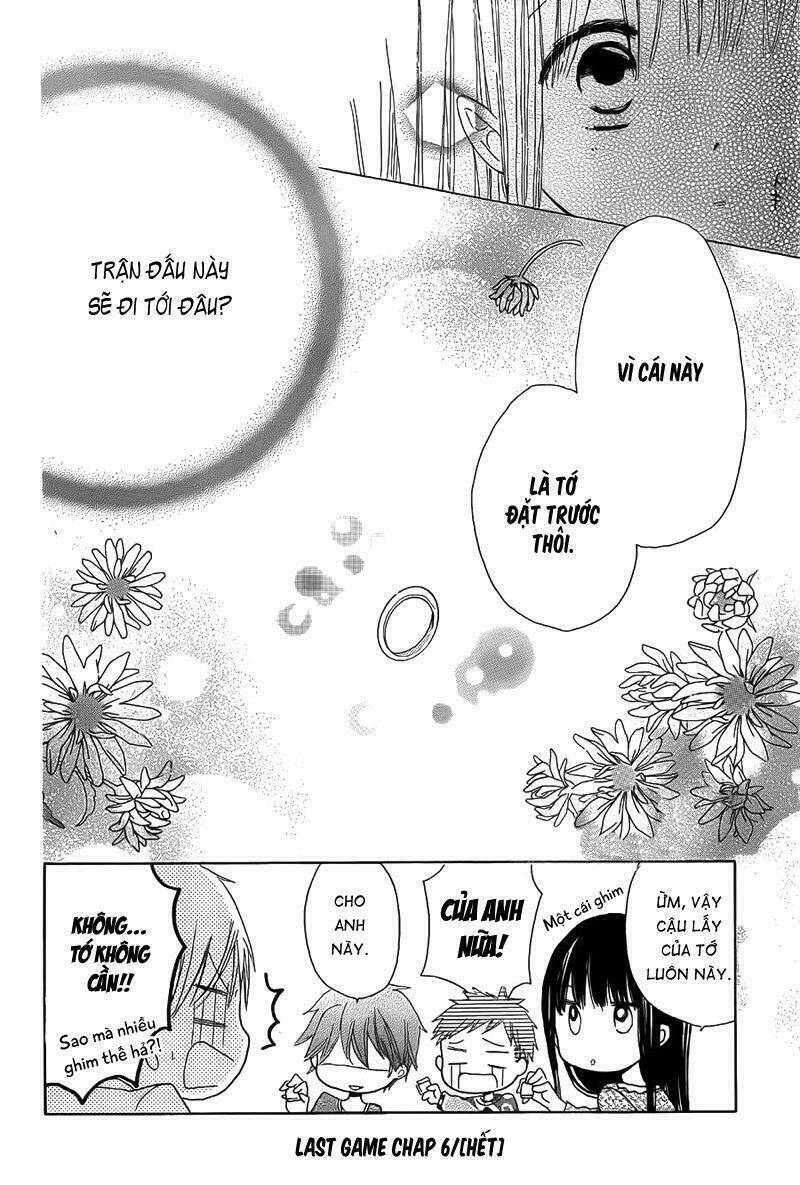 VÌ CÁI NÀY
LÀ TỚ
ĐẶT TRƯỚC
THÔI.
TRẬN ĐẤU NÀY
SẼ ĐI TỚI ĐÂU?
ỪM, VẬY
CẬU LẤY
CỦA TỚ
LUÔN NÀY.
Một cái ghim
CỦA ANH
NỮA!
CHO
ANH
NÀY.
KHÔNG...
TỚ KHÔNG
CẦN!!
Sao mà nhiều
ghim thế hả?!
LAST GAME CHAP 6/[HẾT]